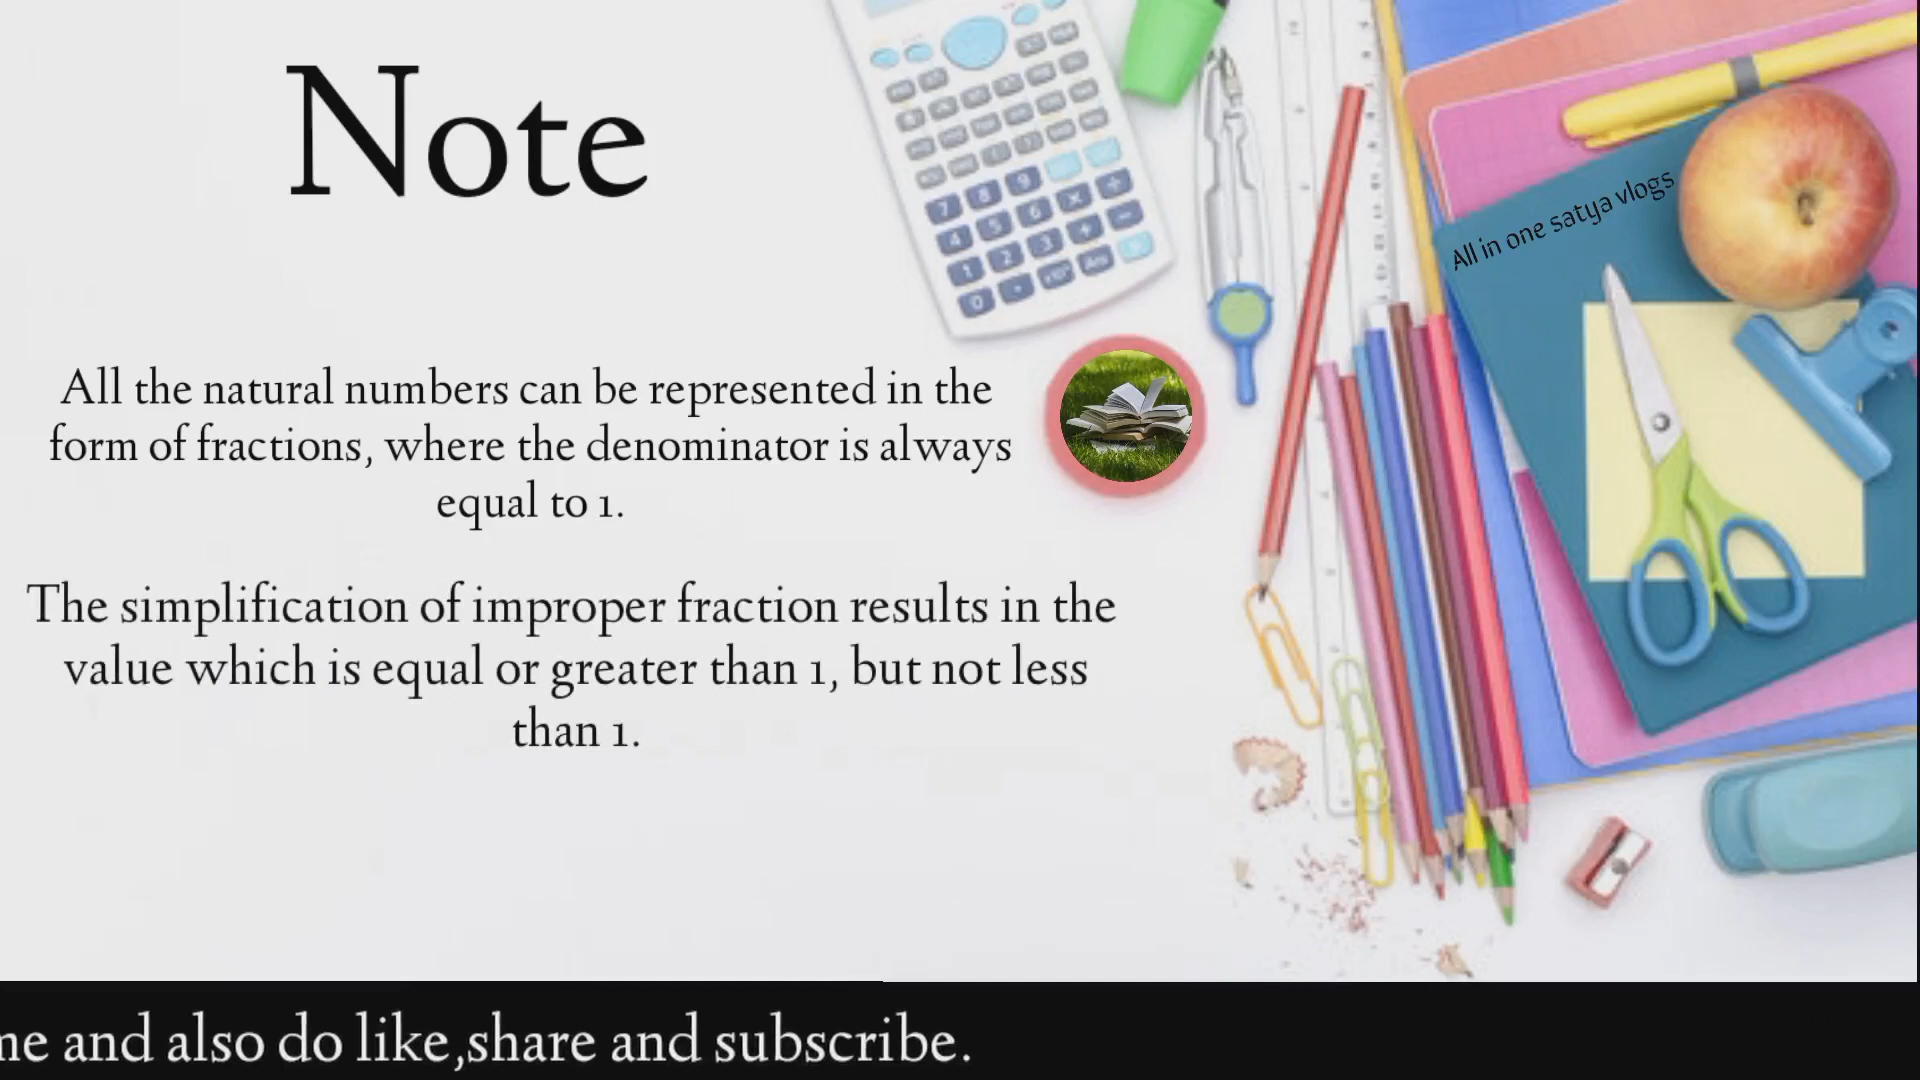 Note
All in one satya vlogs
All the natural numbers can be represented in the
form of fractions, where the denominator is always
equal to 1.
The simplification of improper fraction results in the
value which is equal or greater than 1, but not less
than 1.
and also do like,share and subscribe.